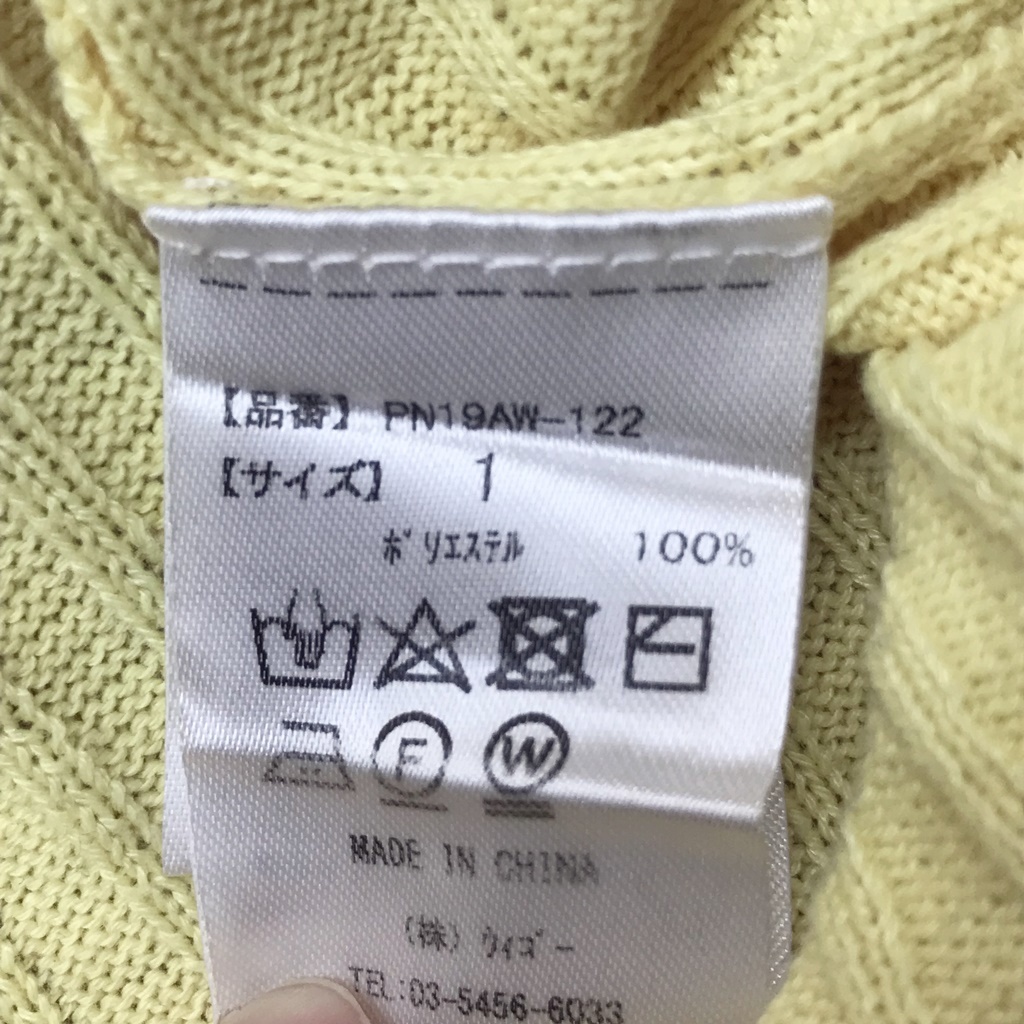 【品番】 PN19AW-122
【サイズ】 1
ポリエステル 100%
F W
MADE IN CHINA
(株) ウィゴー
TEL:03-5456-6033